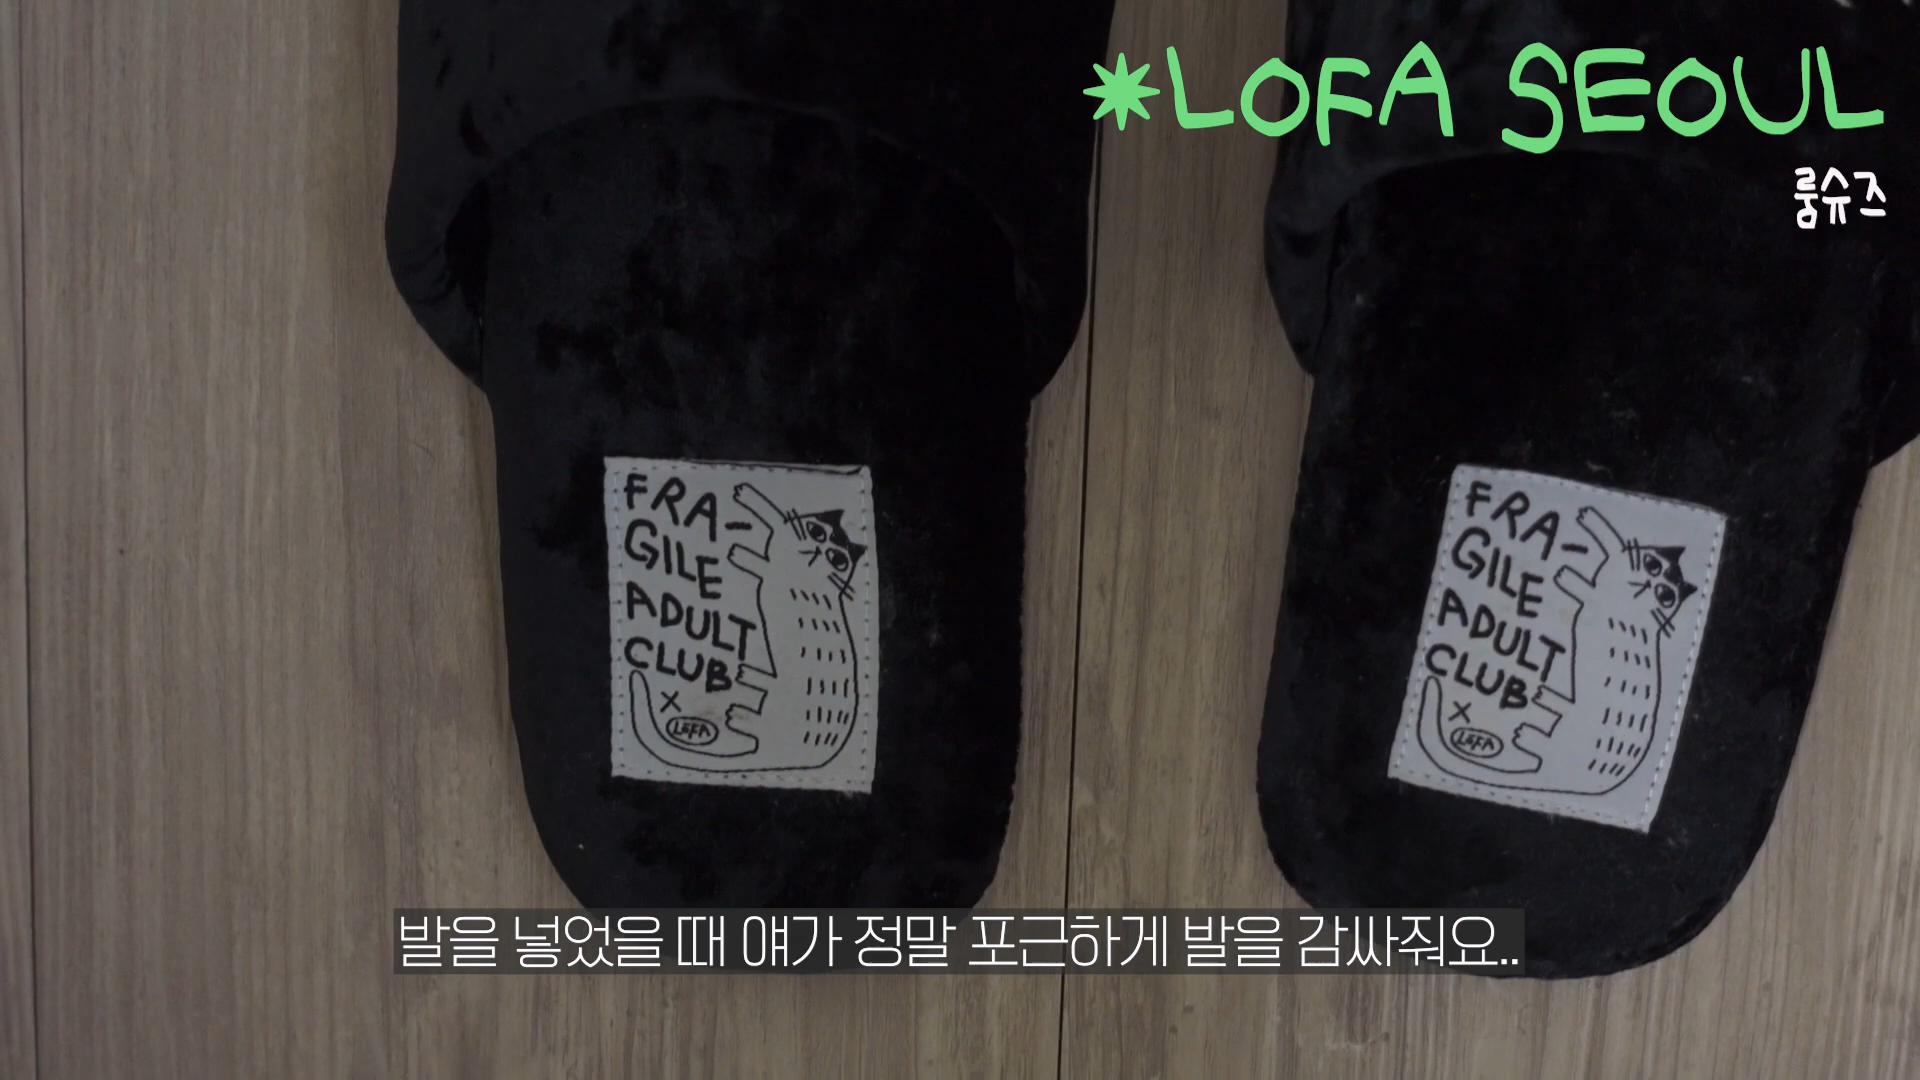 *LOFA SEOUL
룸슈즈
FRA-
GILE
ADULT
CLUB
X
LOFA
FRA-
GILE
ADULT
CLUB
X
LOFA
발을 넣었을 때 얘가 정말 포근하게 발을 감싸줘요..